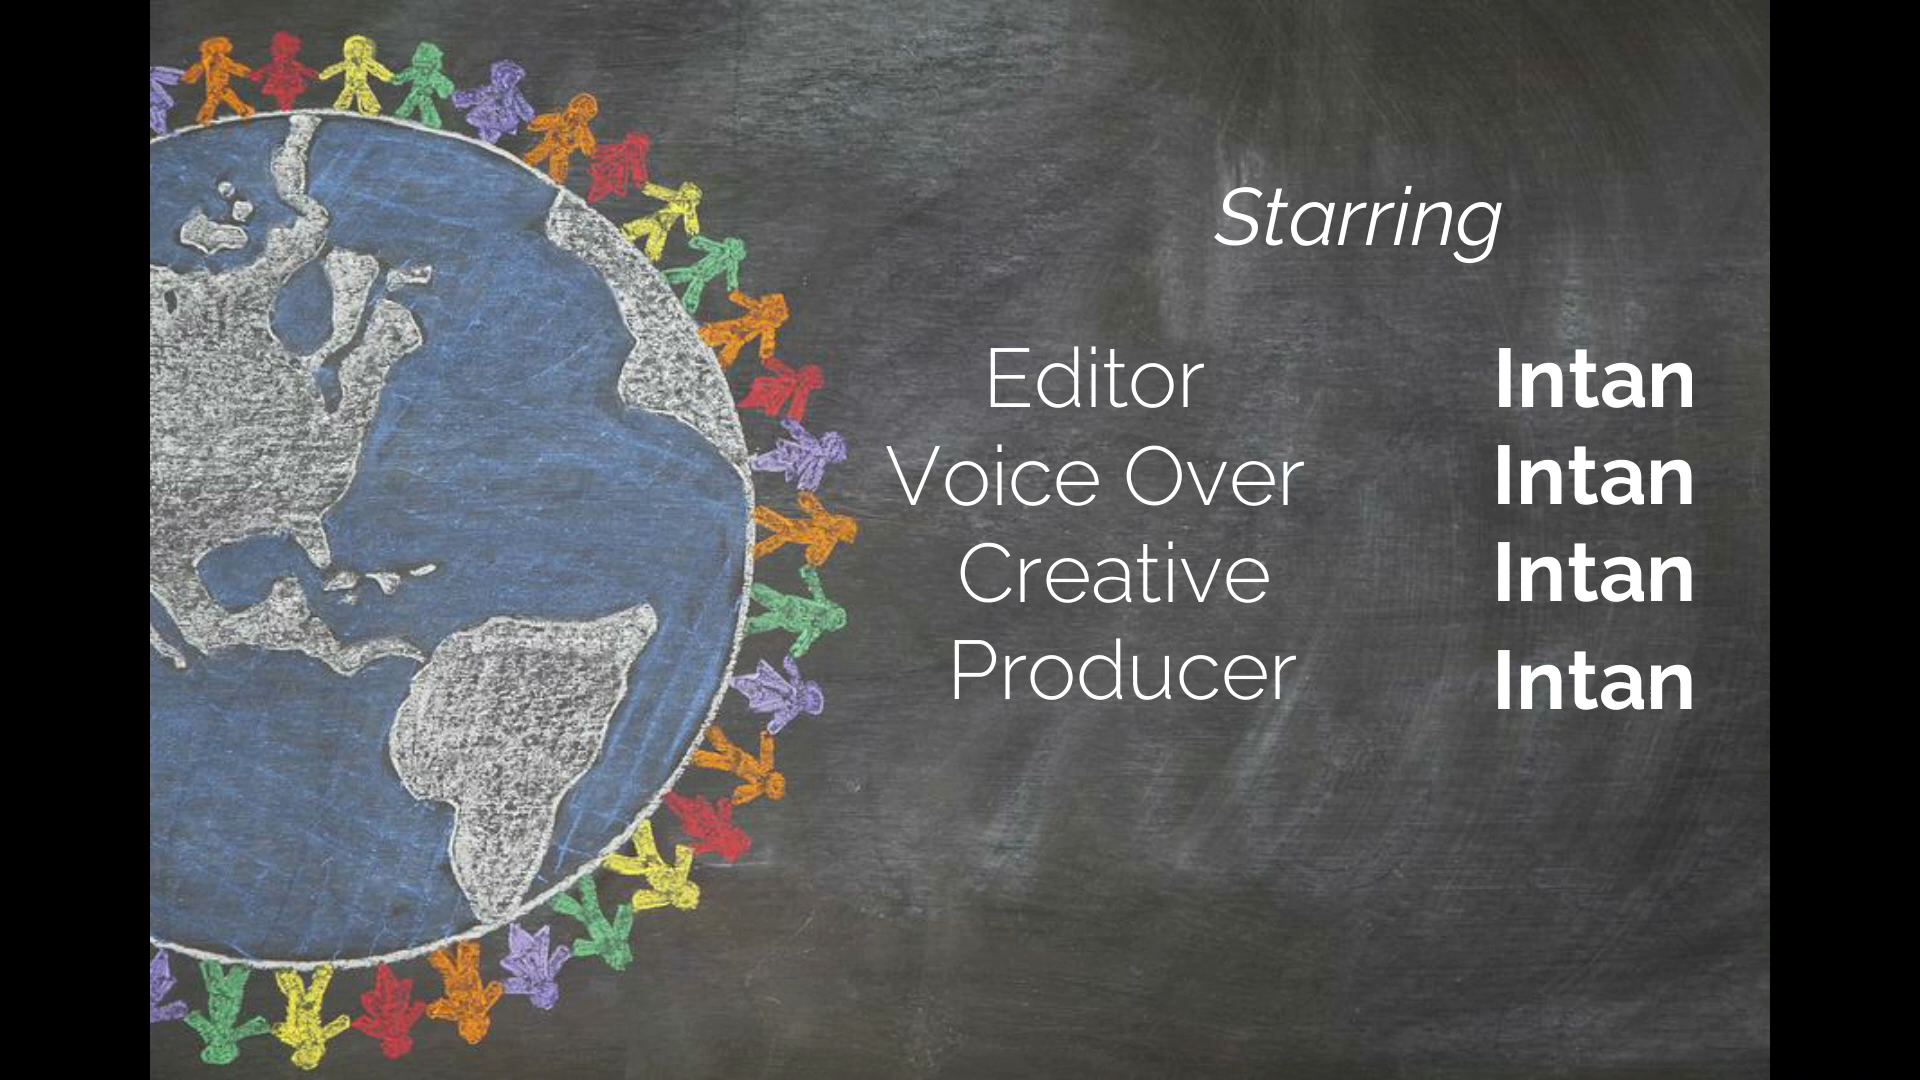 Starring
Editor Intan
Voice Over Intan
Creative Intan
Producer Intan